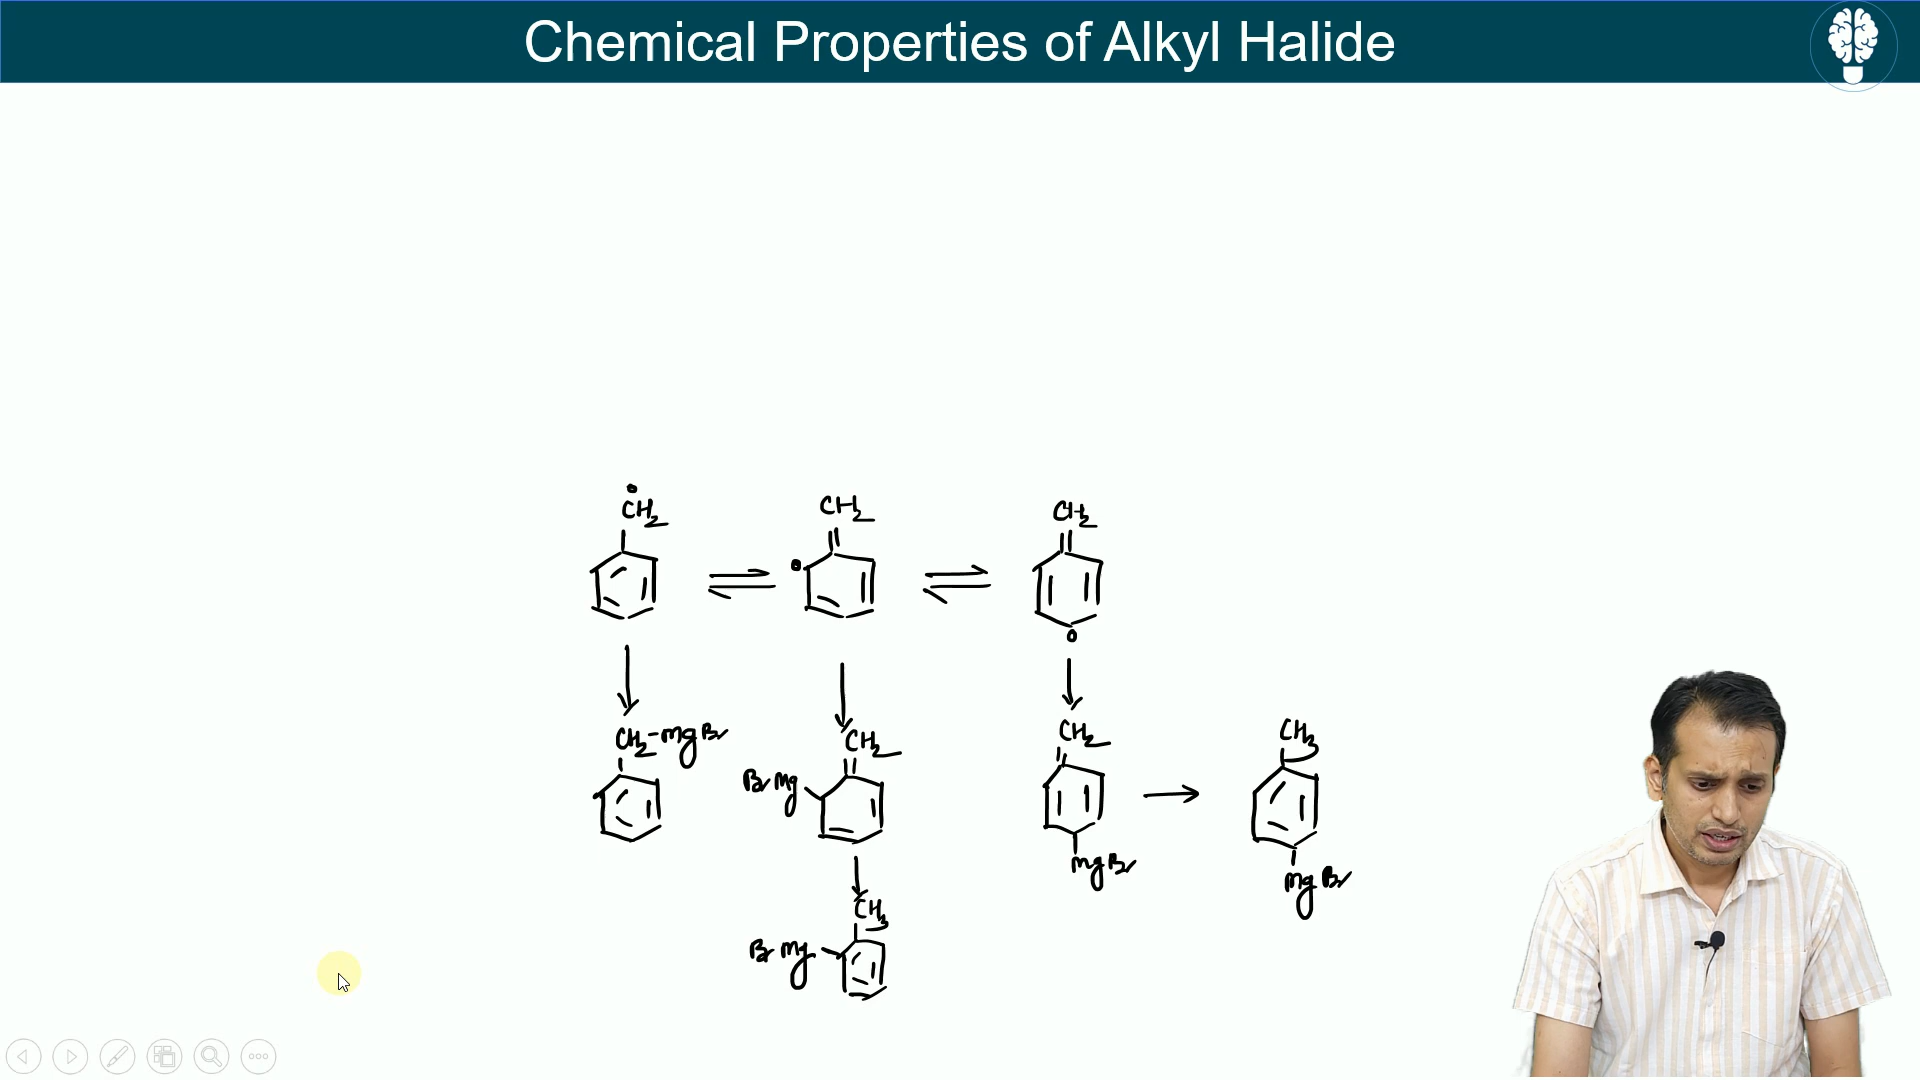 Chemical Properties of Alkyl Halide
CH2
CH2
CH2
CH2-MgBr
CH2
BrMg
CH2
MgBr
CH3
MgBr
CH3
BrMg